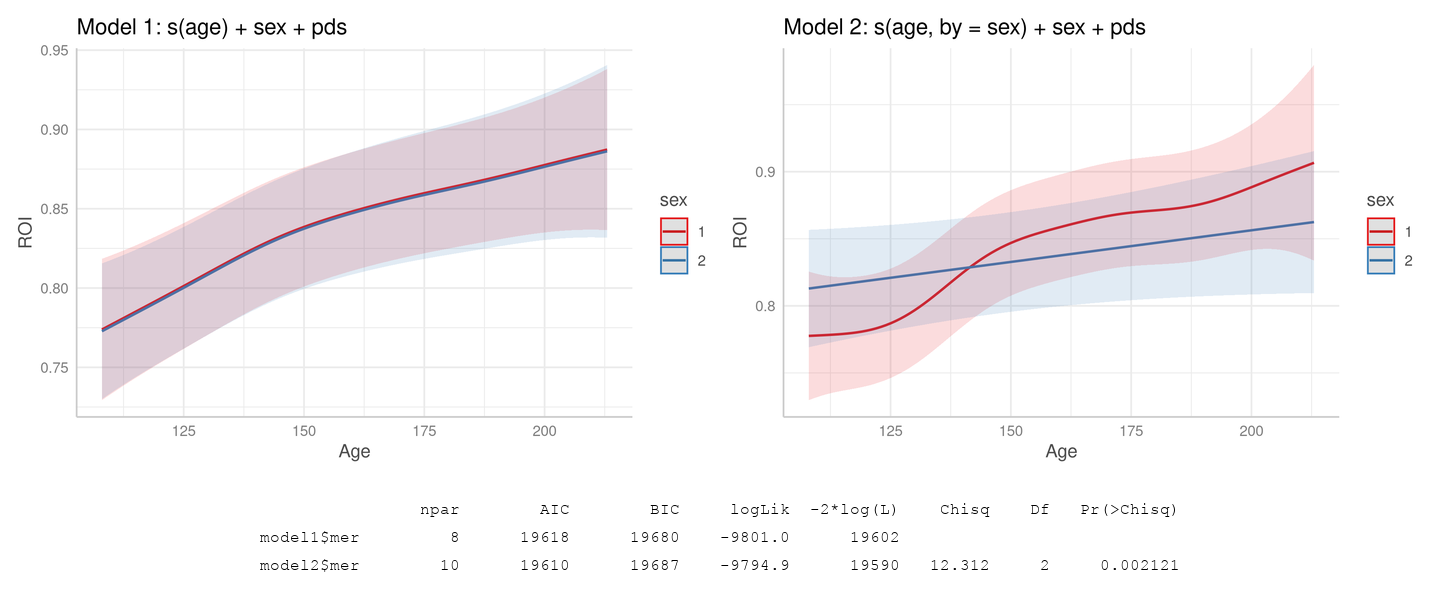 Model 1: s(age) + sex + pds
0.95
0.90
0.85
0.80
0.75
ROI
125 150 175 200
Age
sex
1
2
Model 2: s(age, by = sex) + sex + pds
0.9
0.8
ROI
125 150 175 200
Age
sex
1
2
npar AIC BIC logLik -2*log(L) Chisq Df Pr(>Chisq)
model1$mer 8 19618 19680 -9801.0 19602
model2$mer 10 19610 19687 -9794.9 19590 12.312 2 0.002121